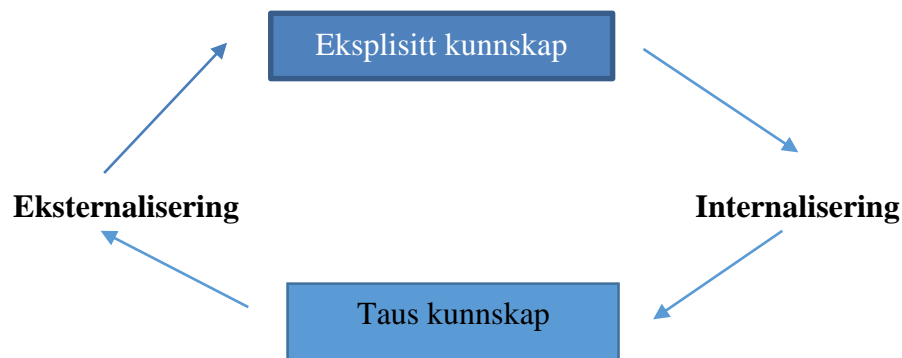 Eksplisitt kunnskap
Eksternalisering
Internalisering
Taus kunnskap